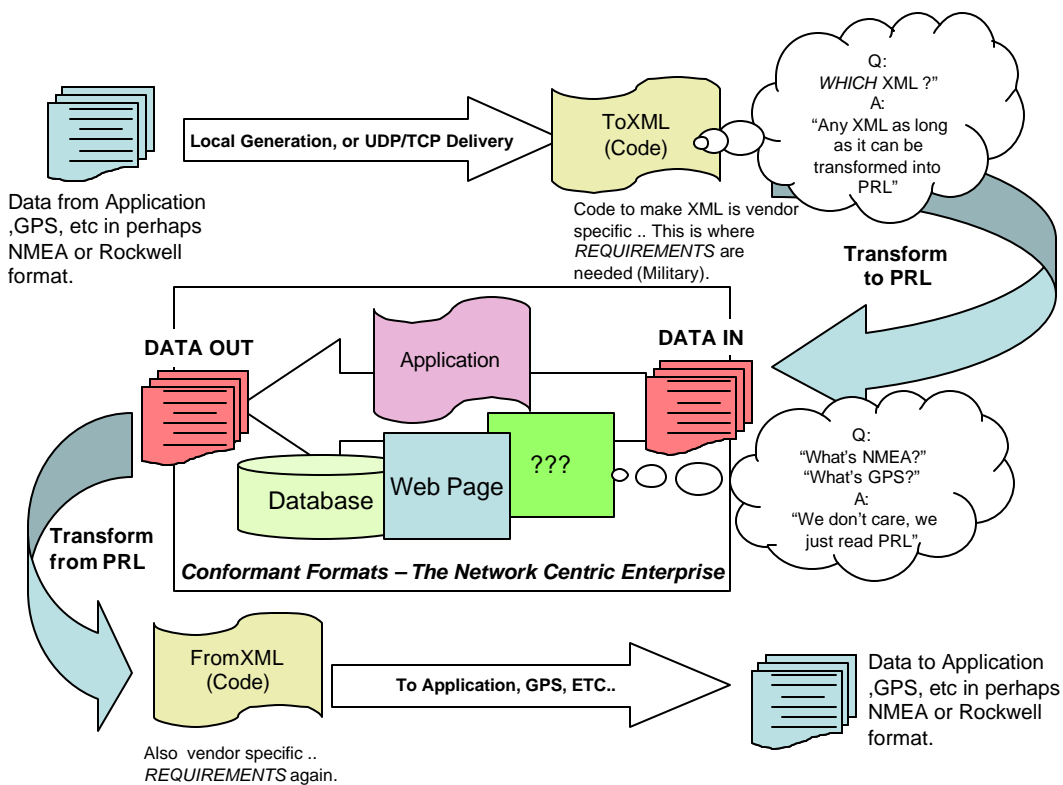 Data from Application
,GPS, etc in perhaps
NMEA or Rockwell
format.
Local Generation, or UDP/TCP Delivery
ToXML
(Code)
Code to make XML is vendor
specific .. This is where
REQUIREMENTS are
needed (Military).
Q:
WHICH XML ?”
A:
“Any XML as long
as it can be
transformed into
PRL”
Transform
to PRL
DATA IN
DATA OUT
Application
Database
Web Page
???
Q:
“What’s NMEA?”
“What’s GPS?”
A:
“We don’t care, we
just read PRL”
Conformant Formats – The Network Centric Enterprise
Transform
from PRL
FromXML
(Code)
Also vendor specific ..
REQUIREMENTS again.
To Application, GPS, ETC..
Data to Application
,GPS, etc in perhaps
NMEA or Rockwell
format.